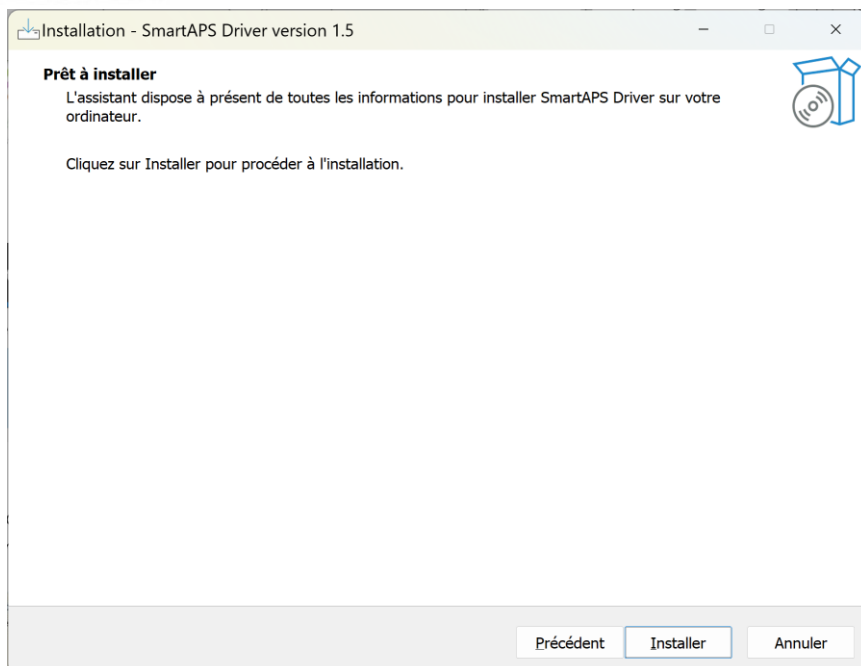 Installation - SmartAPS Driver version 1.5
Prêt à installer
L'assistant dispose à présent de toutes les informations pour installer SmartAPS Driver sur votre
ordinateur.
Cliquez sur Installer pour procéder à l'installation.
Précédent Installer Annuler